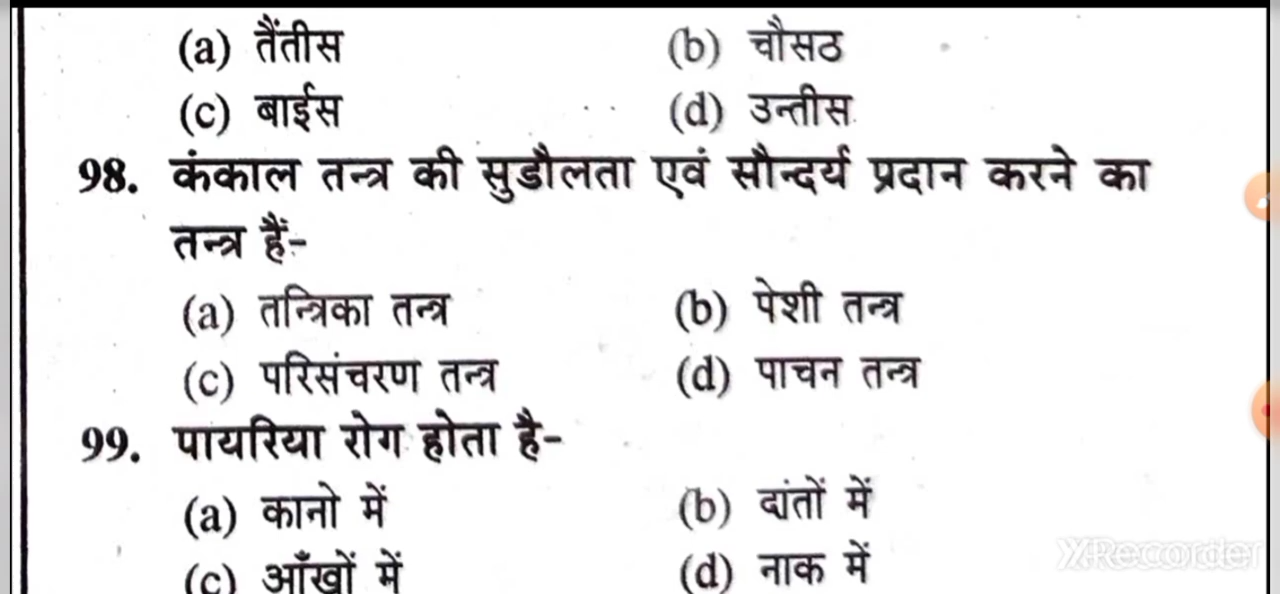 (a) तैंतीस (b) चौसठ
(c) बाईस (d) उन्तीस
98. कंकाल तन्त्र की सुडौलता एवं सौन्दर्य प्रदान करने का
तन्त्र हैं:-
(a) तन्त्रिका तन्त्र (b) पेशी तन्त्र
(c) परिसंचरण तन्त्र (d) पाचन तन्त्र
99. पायरिया रोग होता है-
(a) कानो में (b) दांतों में
(c) आँखों में (d) नाक में
XRecorder